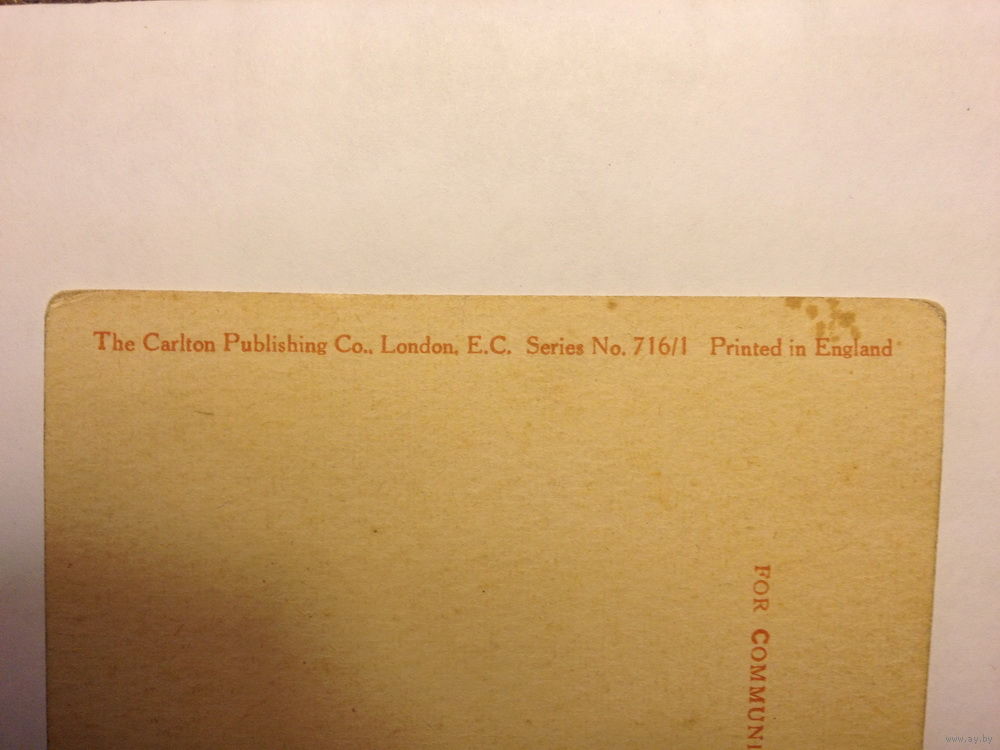 The Carlton Publishing Co., London, E.C. Series No. 716/1 Printed in England
FOR COMMUNI
www.ay.by